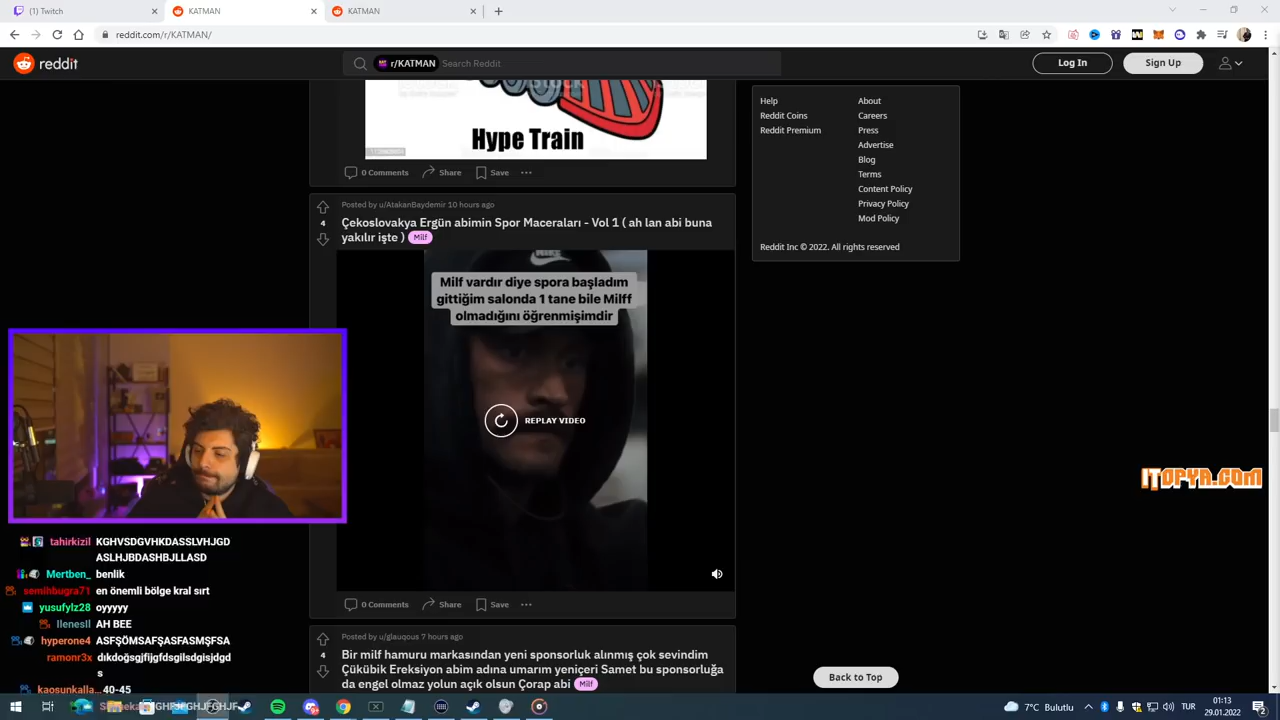 (1) Twitch
KATMAN
KATMAN
reddit.com/r/KATMAN/
reddit
r/KATMAN
Search Reddit
Log In
Sign Up
Hype Train
0 Comments
Share
Save
Help
About
Reddit Coins
Careers
Reddit Premium
Press
Advertise
Blog
Terms
Content Policy
Privacy Policy
Mod Policy
Reddit Inc © 2022. All rights reserved
Posted by u/AtakanBaydemir 10 hours ago
4
Çekoslovakya Ergün abimin Spor Maceraları - Vol 1 ( ah lan abi buna
yakılır işte )
Milf
Milf vardır diye spora başladım
gittiğim salonda 1 tane bile Milff
olmadığını öğrenmişimdir
REPLAY VIDEO
0 Comments
Share
Save
Posted by u/glauqous 7 hours ago
4
Bir milf hamuru markasından yeni sponsorluk alınmış çok sevindim
Çükübik Ereksiyon abim adına umarım yeniçeri Samet bu sponsorluğa
da engel olmaz yolun açık olsun Çorap abi
Milf
Back to Top
ITOPYA.COM
tahirkizil KGHVSDGVHKDASSLVHJGD
ASLHJBDASHBJLLASD
Mertben_ benlik
semihbugra71 en önemli bölge kral sırt
yusufylz28 oyyyyy
Ilenesll AH BEE
hyperone4 ASFŞÖMSAFŞASFASMŞFSA
ramonr3x dıkdoğsgjfijgfdsgilsdgisjdgd
s
kaosunkalla... 40-45
7°C Bulutlu
TUR
01:13
29.01.2022